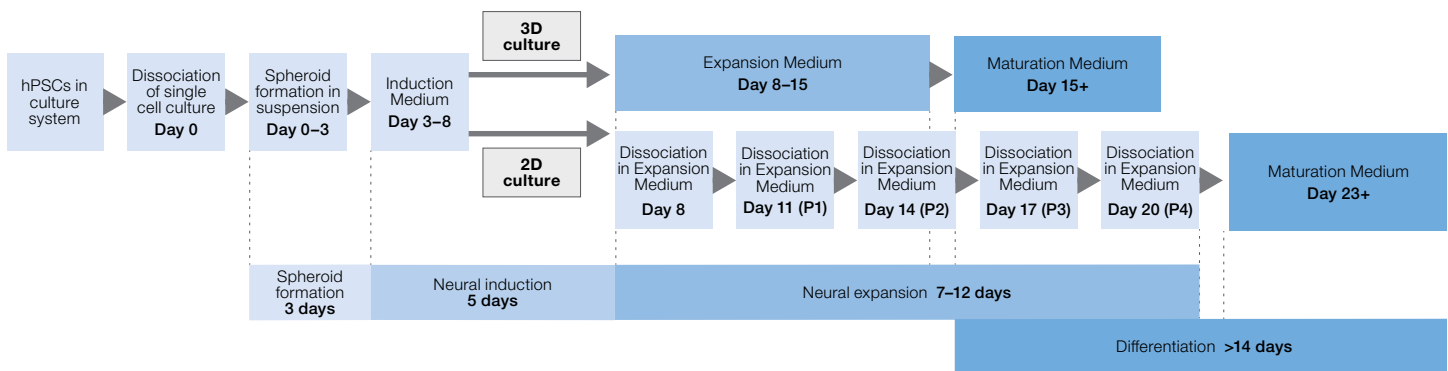 hPSCs in
culture
system
Dissociation
of single
cell culture
Day 0
Spheroid
formation in
suspension
Day 0–3
Induction
Medium
Day 3–8
3D
culture
Expansion Medium
Day 8–15
Maturation Medium
Day 15+
2D
culture
Dissociation
in Expansion
Medium
Day 8
Dissociation
in Expansion
Medium
Day 11 (P1)
Dissociation
in Expansion
Medium
Day 14 (P2)
Dissociation
in Expansion
Medium
Day 17 (P3)
Dissociation
in Expansion
Medium
Day 20 (P4)
Maturation Medium
Day 23+
Spheroid
formation
3 days
Neural induction
5 days
Neural expansion 7–12 days
Differentiation >14 days